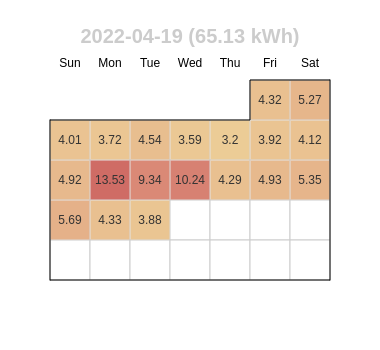 2022-04-19 (65.13 kWh)
Sun Mon Tue Wed Thu Fri Sat
4.32 5.27
4.01 3.72 4.54 3.59 3.2 3.92 4.12
4.92 13.53 9.34 10.24 4.29 4.93 5.35
5.69 4.33 3.88